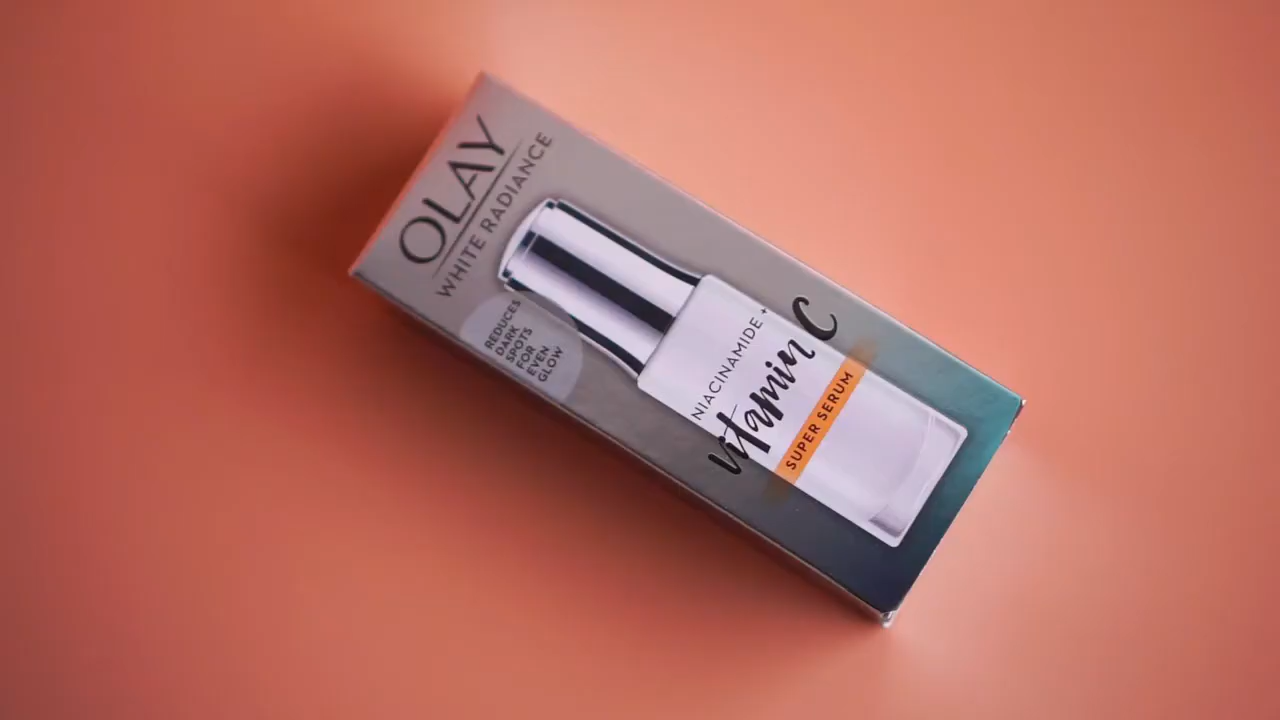 OLAY
WHITE RADIANCE
REDUCES
DARK
SPOTS
FOR
EVEN
GLOW
NIACINAMIDE +
vitamin C
SUPER SERUM